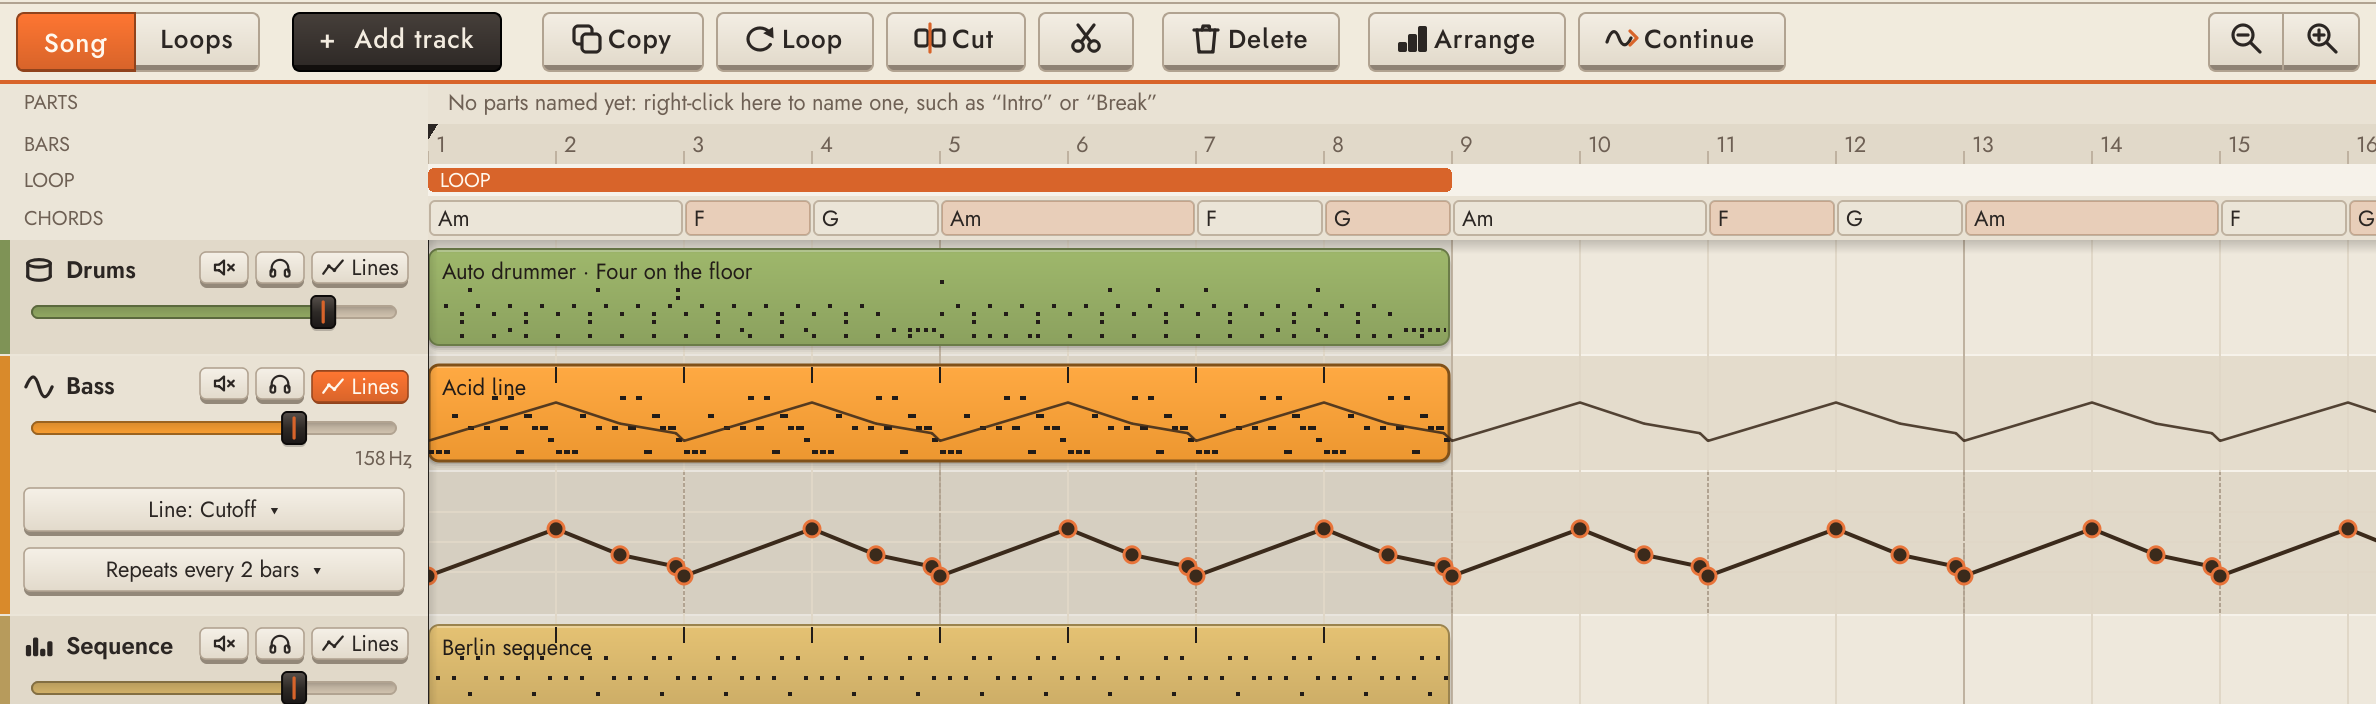 Song Loops + Add track Copy Loop Cut Delete Arrange Continue
PARTS No parts named yet: right-click here to name one, such as “Intro” or “Break”
BARS 1 2 3 4 5 6 7 8 9 10 11 12 13 14 15 16
LOOP LOOP
CHORDS Am F G Am F G Am F G Am F G
Drums Lines
Auto drummer · Four on the floor
Bass Lines
Acid line
158 Hz
Line: Cutoff
Repeats every 2 bars
Sequence Lines
Berlin sequence